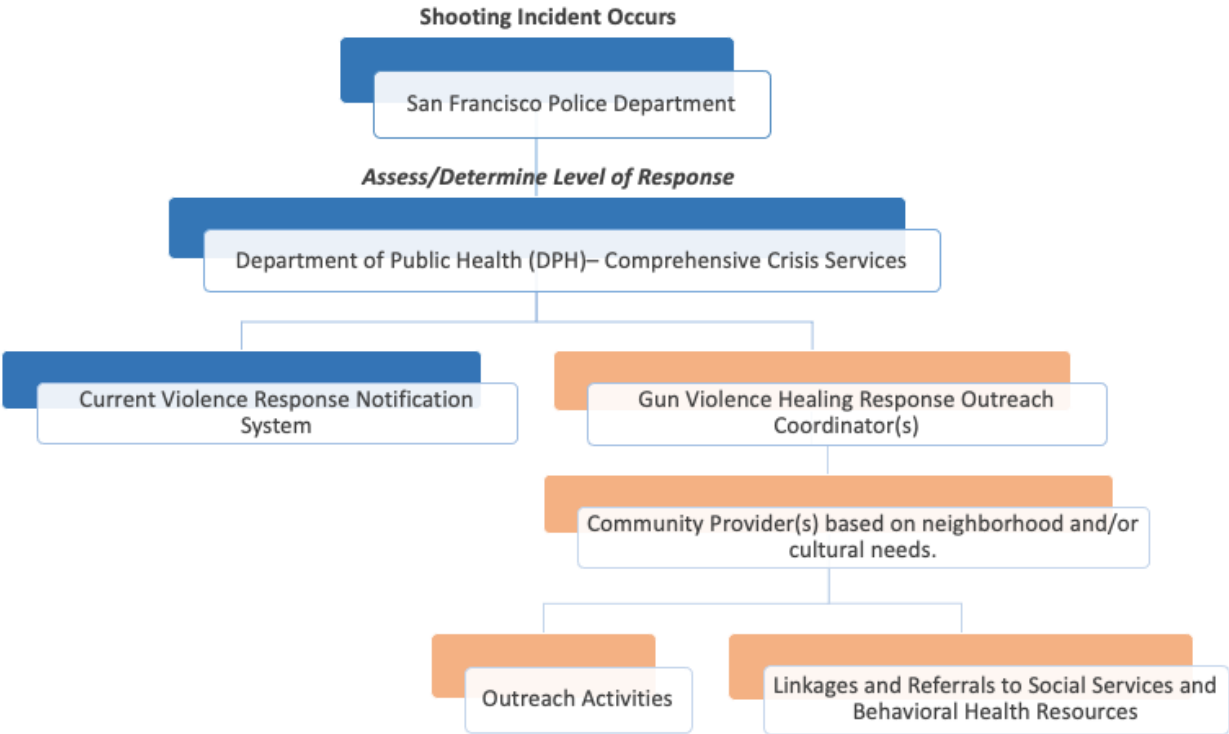 Shooting Incident Occurs
San Francisco Police Department
Assess/Determine Level of Response
Department of Public Health (DPH)– Comprehensive Crisis Services
Current Violence Response Notification
System
Gun Violence Healing Response Outreach
Coordinator(s)
Community Provider(s) based on neighborhood and/or
cultural needs.
Outreach Activities
Linkages and Referrals to Social Services and
Behavioral Health Resources